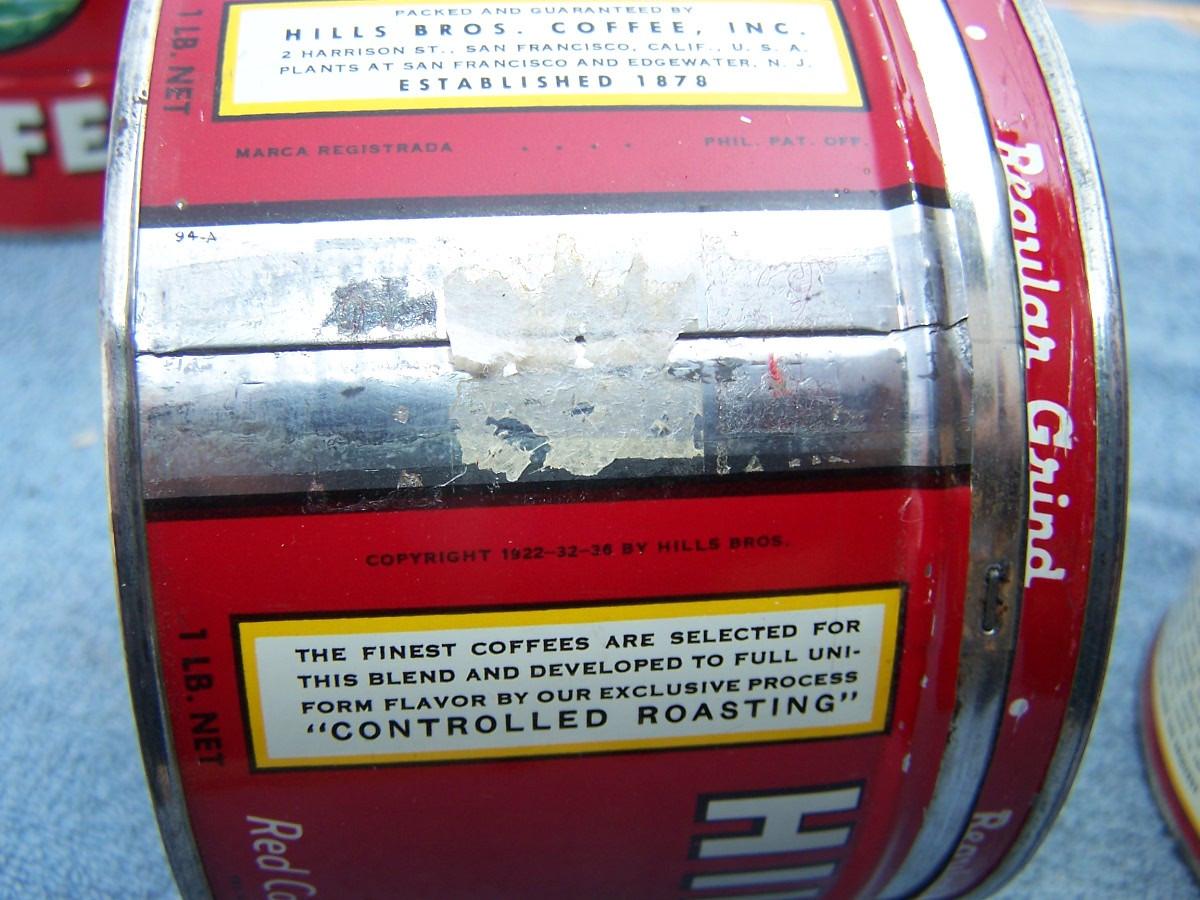 1 LB. NET
PACKED AND GUARANTEED BY
HILLS BROS. COFFEE, INC.
2 HARRISON ST., SAN FRANCISCO, CALIF., U. S. A.
PLANTS AT SAN FRANCISCO AND EDGEWATER, N. J.
ESTABLISHED 1878
MARCA REGISTRADA . . . . PHIL. PAT. OFF.
FE
94-A
Regular Grind
COPYRIGHT 1922-32-36 BY HILLS BROS.
1 LB. NET
THE FINEST COFFEES ARE SELECTED FOR
THIS BLEND AND DEVELOPED TO FULL UNI-
FORM FLAVOR BY OUR EXCLUSIVE PROCESS
"CONTROLLED ROASTING"
HI
Red